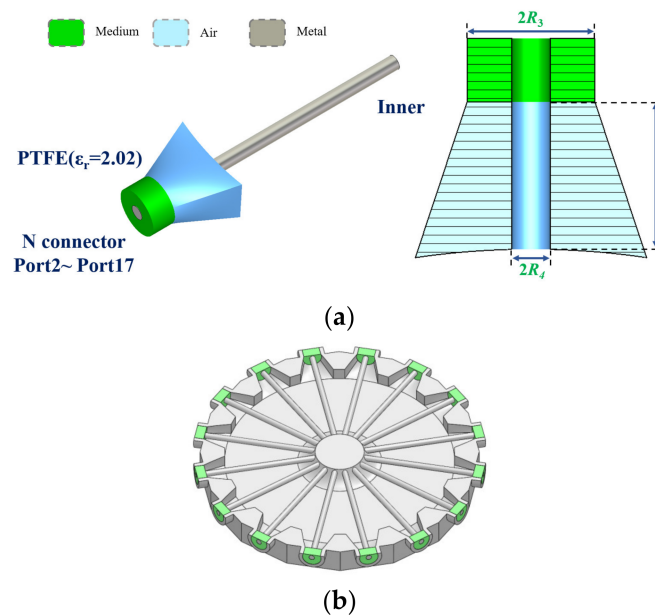 Medium Air Metal
Inner
PTFE(εr=2.02)
N connector
Port2~ Port17
2R3
2R4
(a)
(b)